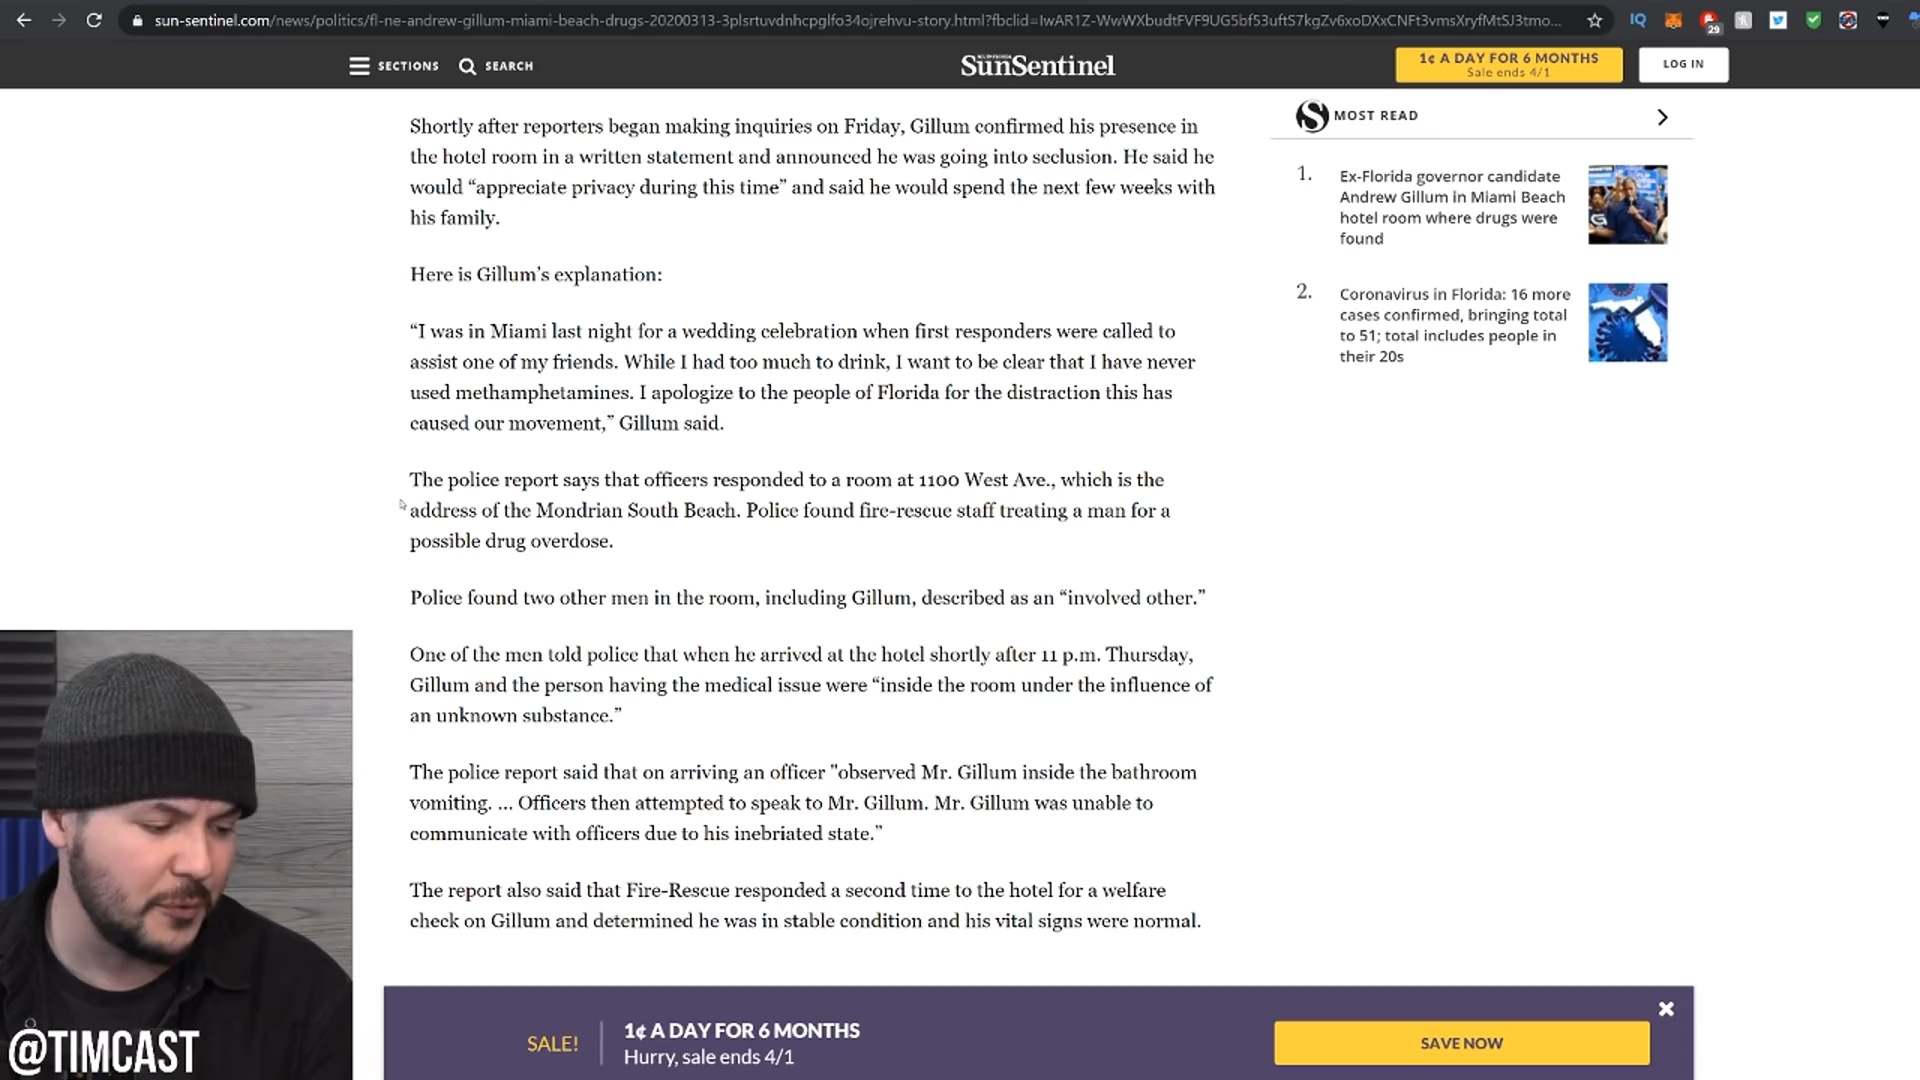 sun-sentinel.com/news/politics/fl-ne-andrew-gillum-miami-beach-drugs-20200313-3plsrtuvdnhcpglfo34ojrehvu-story.html?fbclid=IwAR1Z-WwWXbudtFVF9UG5bf53uftS7kgZv6xoDXxCNFt3vmsXryfMtSJ3tmo...
29
SECTIONS
SEARCH
SunSentinel
1¢ A DAY FOR 6 MONTHS
Sale ends 4/1
LOG IN
Shortly after reporters began making inquiries on Friday, Gillum confirmed his presence in
the hotel room in a written statement and announced he was going into seclusion. He said he
would “appreciate privacy during this time” and said he would spend the next few weeks with
his family.
Here is Gillum’s explanation:
“I was in Miami last night for a wedding celebration when first responders were called to
assist one of my friends. While I had too much to drink, I want to be clear that I have never
used methamphetamines. I apologize to the people of Florida for the distraction this has
caused our movement,” Gillum said.
The police report says that officers responded to a room at 1100 West Ave., which is the
address of the Mondrian South Beach. Police found fire-rescue staff treating a man for a
possible drug overdose.
Police found two other men in the room, including Gillum, described as an “involved other.”
One of the men told police that when he arrived at the hotel shortly after 11 p.m. Thursday,
Gillum and the person having the medical issue were “inside the room under the influence of
an unknown substance.”
The police report said that on arriving an officer "observed Mr. Gillum inside the bathroom
vomiting. ... Officers then attempted to speak to Mr. Gillum. Mr. Gillum was unable to
communicate with officers due to his inebriated state.”
The report also said that Fire-Rescue responded a second time to the hotel for a welfare
check on Gillum and determined he was in stable condition and his vital signs were normal.
MOST READ
1.
Ex-Florida governor candidate
Andrew Gillum in Miami Beach
hotel room where drugs were
found
2.
Coronavirus in Florida: 16 more
cases confirmed, bringing total
to 51; total includes people in
their 20s
@TIMCAST
SALE!
1¢ A DAY FOR 6 MONTHS
Hurry, sale ends 4/1
SAVE NOW